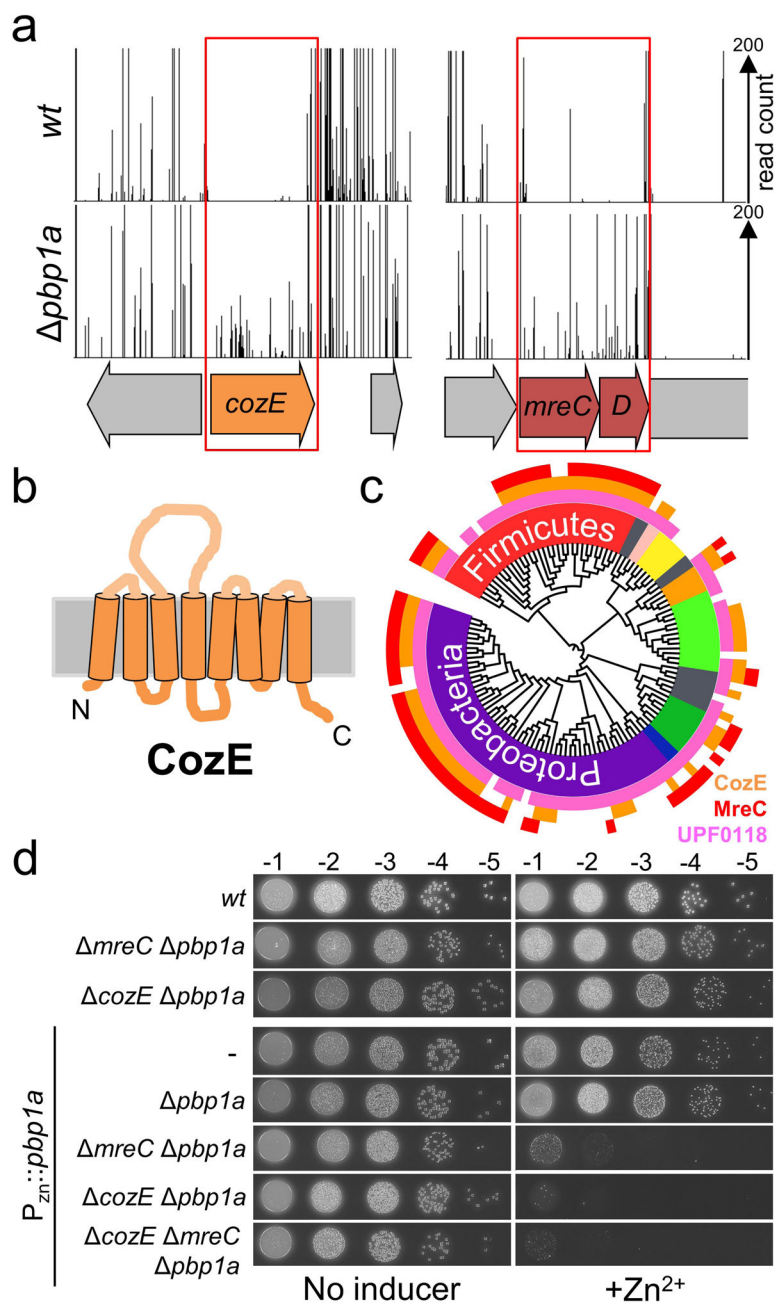 a
wt
200
read count
Δpbp1a
200
cozE
mreC D
b
N
C
CozE
c
Firmicutes
Proteobacteria
CozE
MreC
UPF0118
d
-1 -2 -3 -4 -5 -1 -2 -3 -4 -5
wt
ΔmreC Δpbp1a
ΔcozE Δpbp1a
Pzn::pbp1a
-
Δpbp1a
ΔmreC Δpbp1a
ΔcozE Δpbp1a
ΔcozE ΔmreC
Δpbp1a
No inducer +Zn²⁺